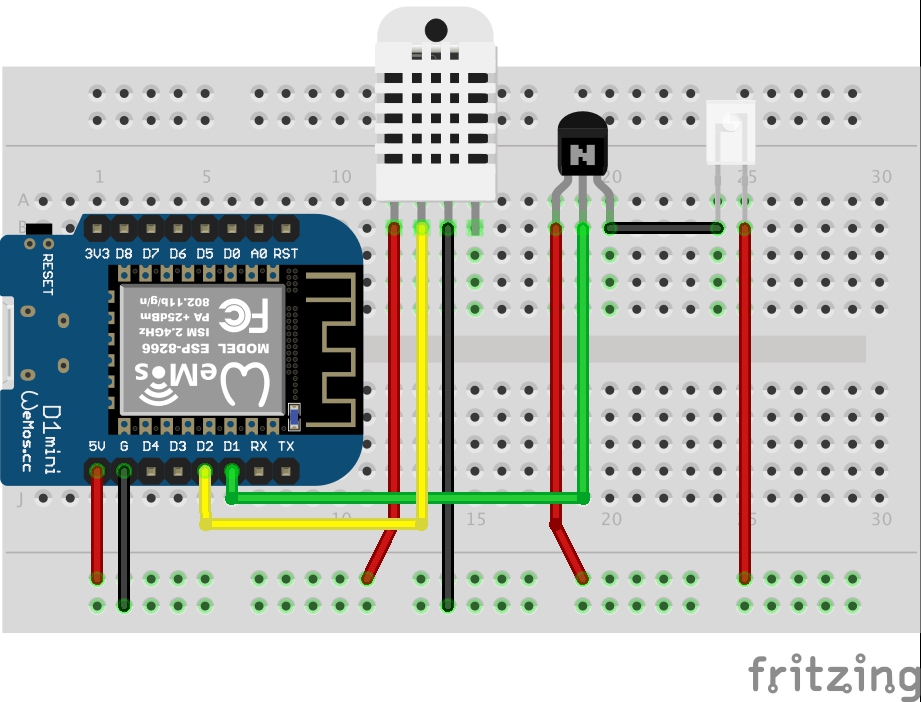 1 5 10 15 20 25 30
A
B
3V3 D8 D7 D6 D5 D0 A0 RST
RESET
802.11b/g/n
PA +25dBm
ISM 2.4GHz
MODEL ESP-8266
FC
WeMos
N
D1 mini
WeMos.cc
5V G D4 D3 D2 D1 RX TX
J
10 15 20 25 30
fritzing